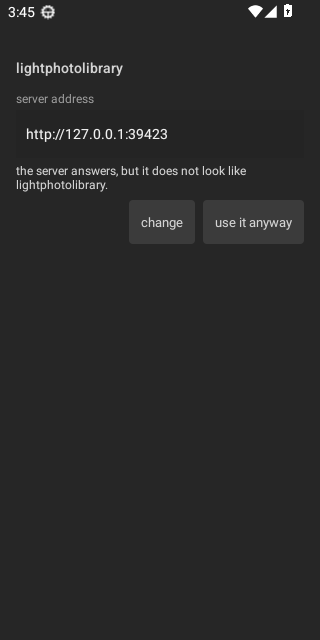 3:45
lightphotolibrary
server address
http://127.0.0.1:39423
the server answers, but it does not look like
lightphotolibrary.
change
use it anyway